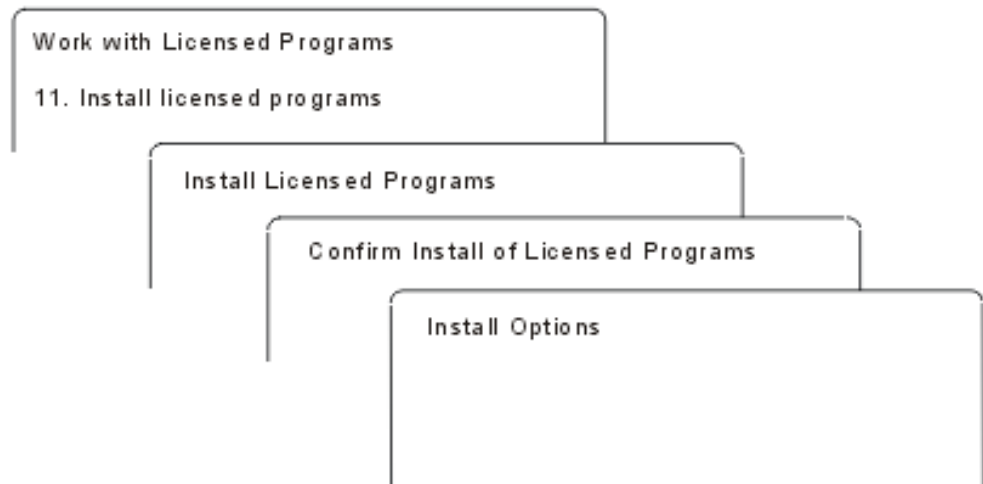 Work with Licensed Programs
11. Install licensed programs
Install Licensed Programs
Confirm Install of Licensed Programs
Install Options